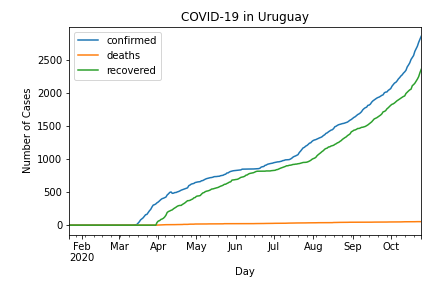 COVID-19 in Uruguay
confirmed
deaths
recovered
Number of Cases
2500
2000
1500
1000
500
0
Feb Mar Apr May Jun Jul Aug Sep Oct
2020
Day